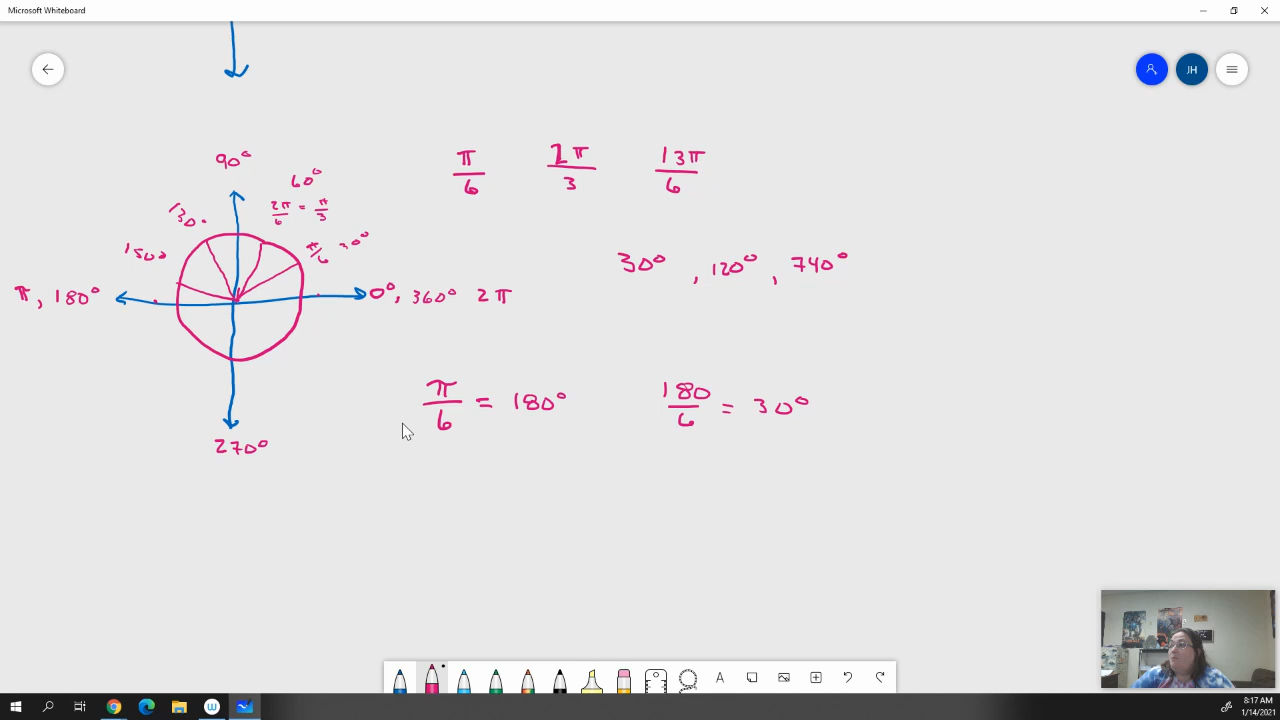 Microsoft Whiteboard
JH
90°
60°
2π/6 = π/3
130°
150°
π/6 30°
π, 180°
0°, 360° 2π
270°
π/6 2π/3 13π/6
30°, 120°, 740°
π/6 = 180° 180/6 = 30°
A
8:17 AM
1/14/2021